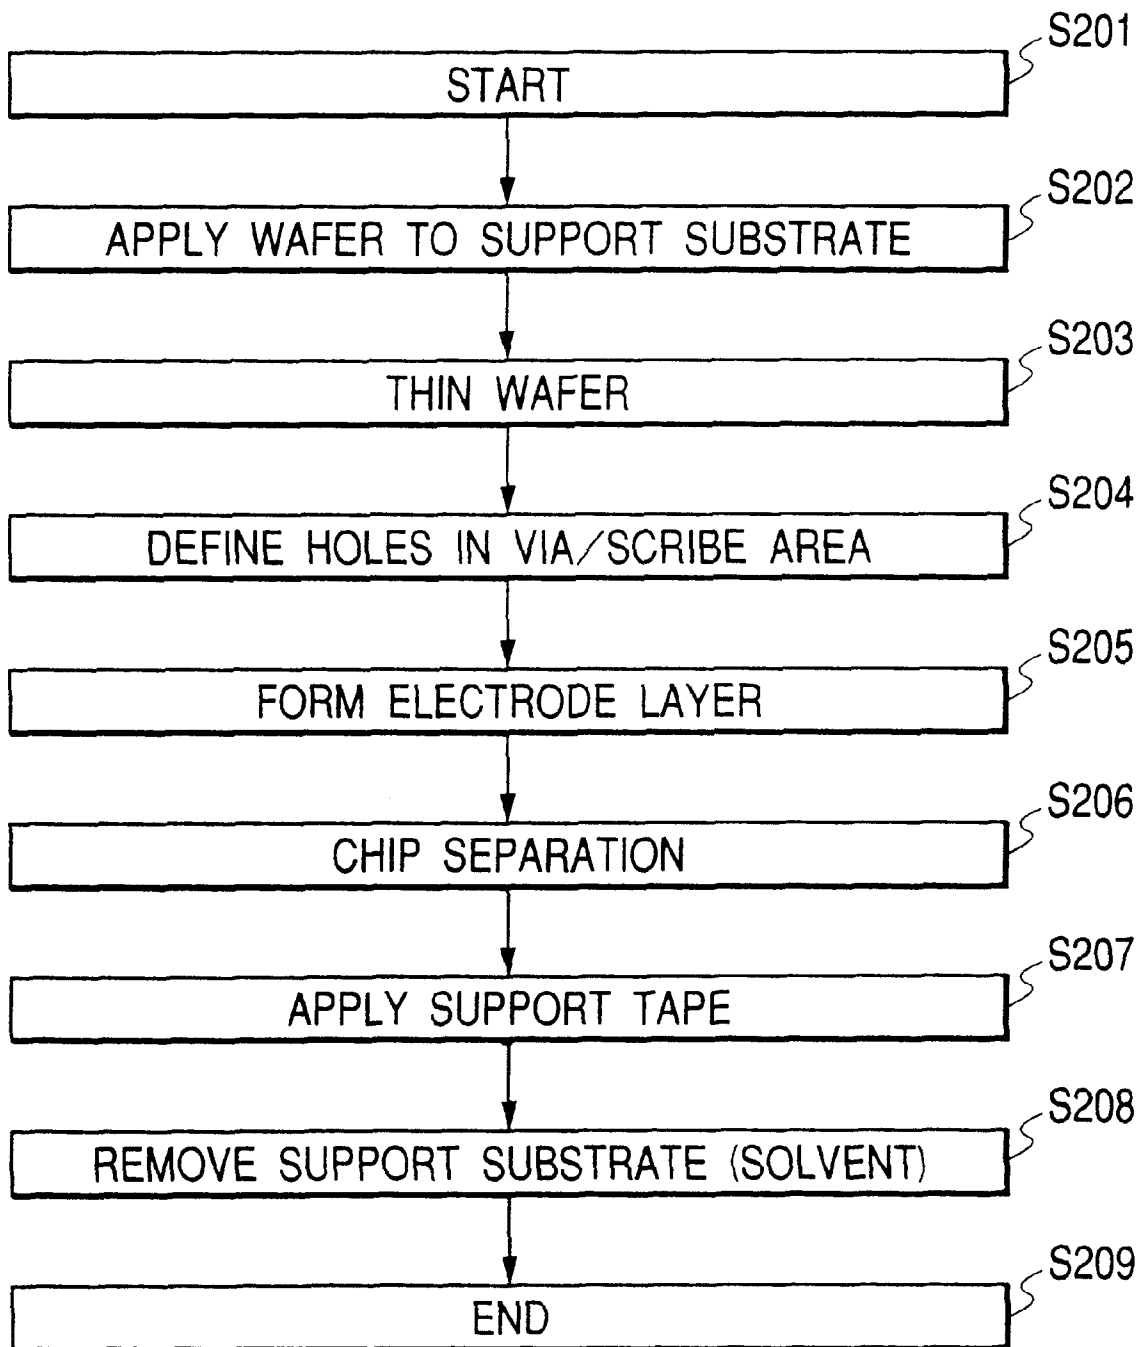 S201
START
S202
APPLY WAFER TO SUPPORT SUBSTRATE
S203
THIN WAFER
S204
DEFINE HOLES IN VIA/SCRIBE AREA
S205
FORM ELECTRODE LAYER
S206
CHIP SEPARATION
S207
APPLY SUPPORT TAPE
S208
REMOVE SUPPORT SUBSTRATE (SOLVENT)
S209
END